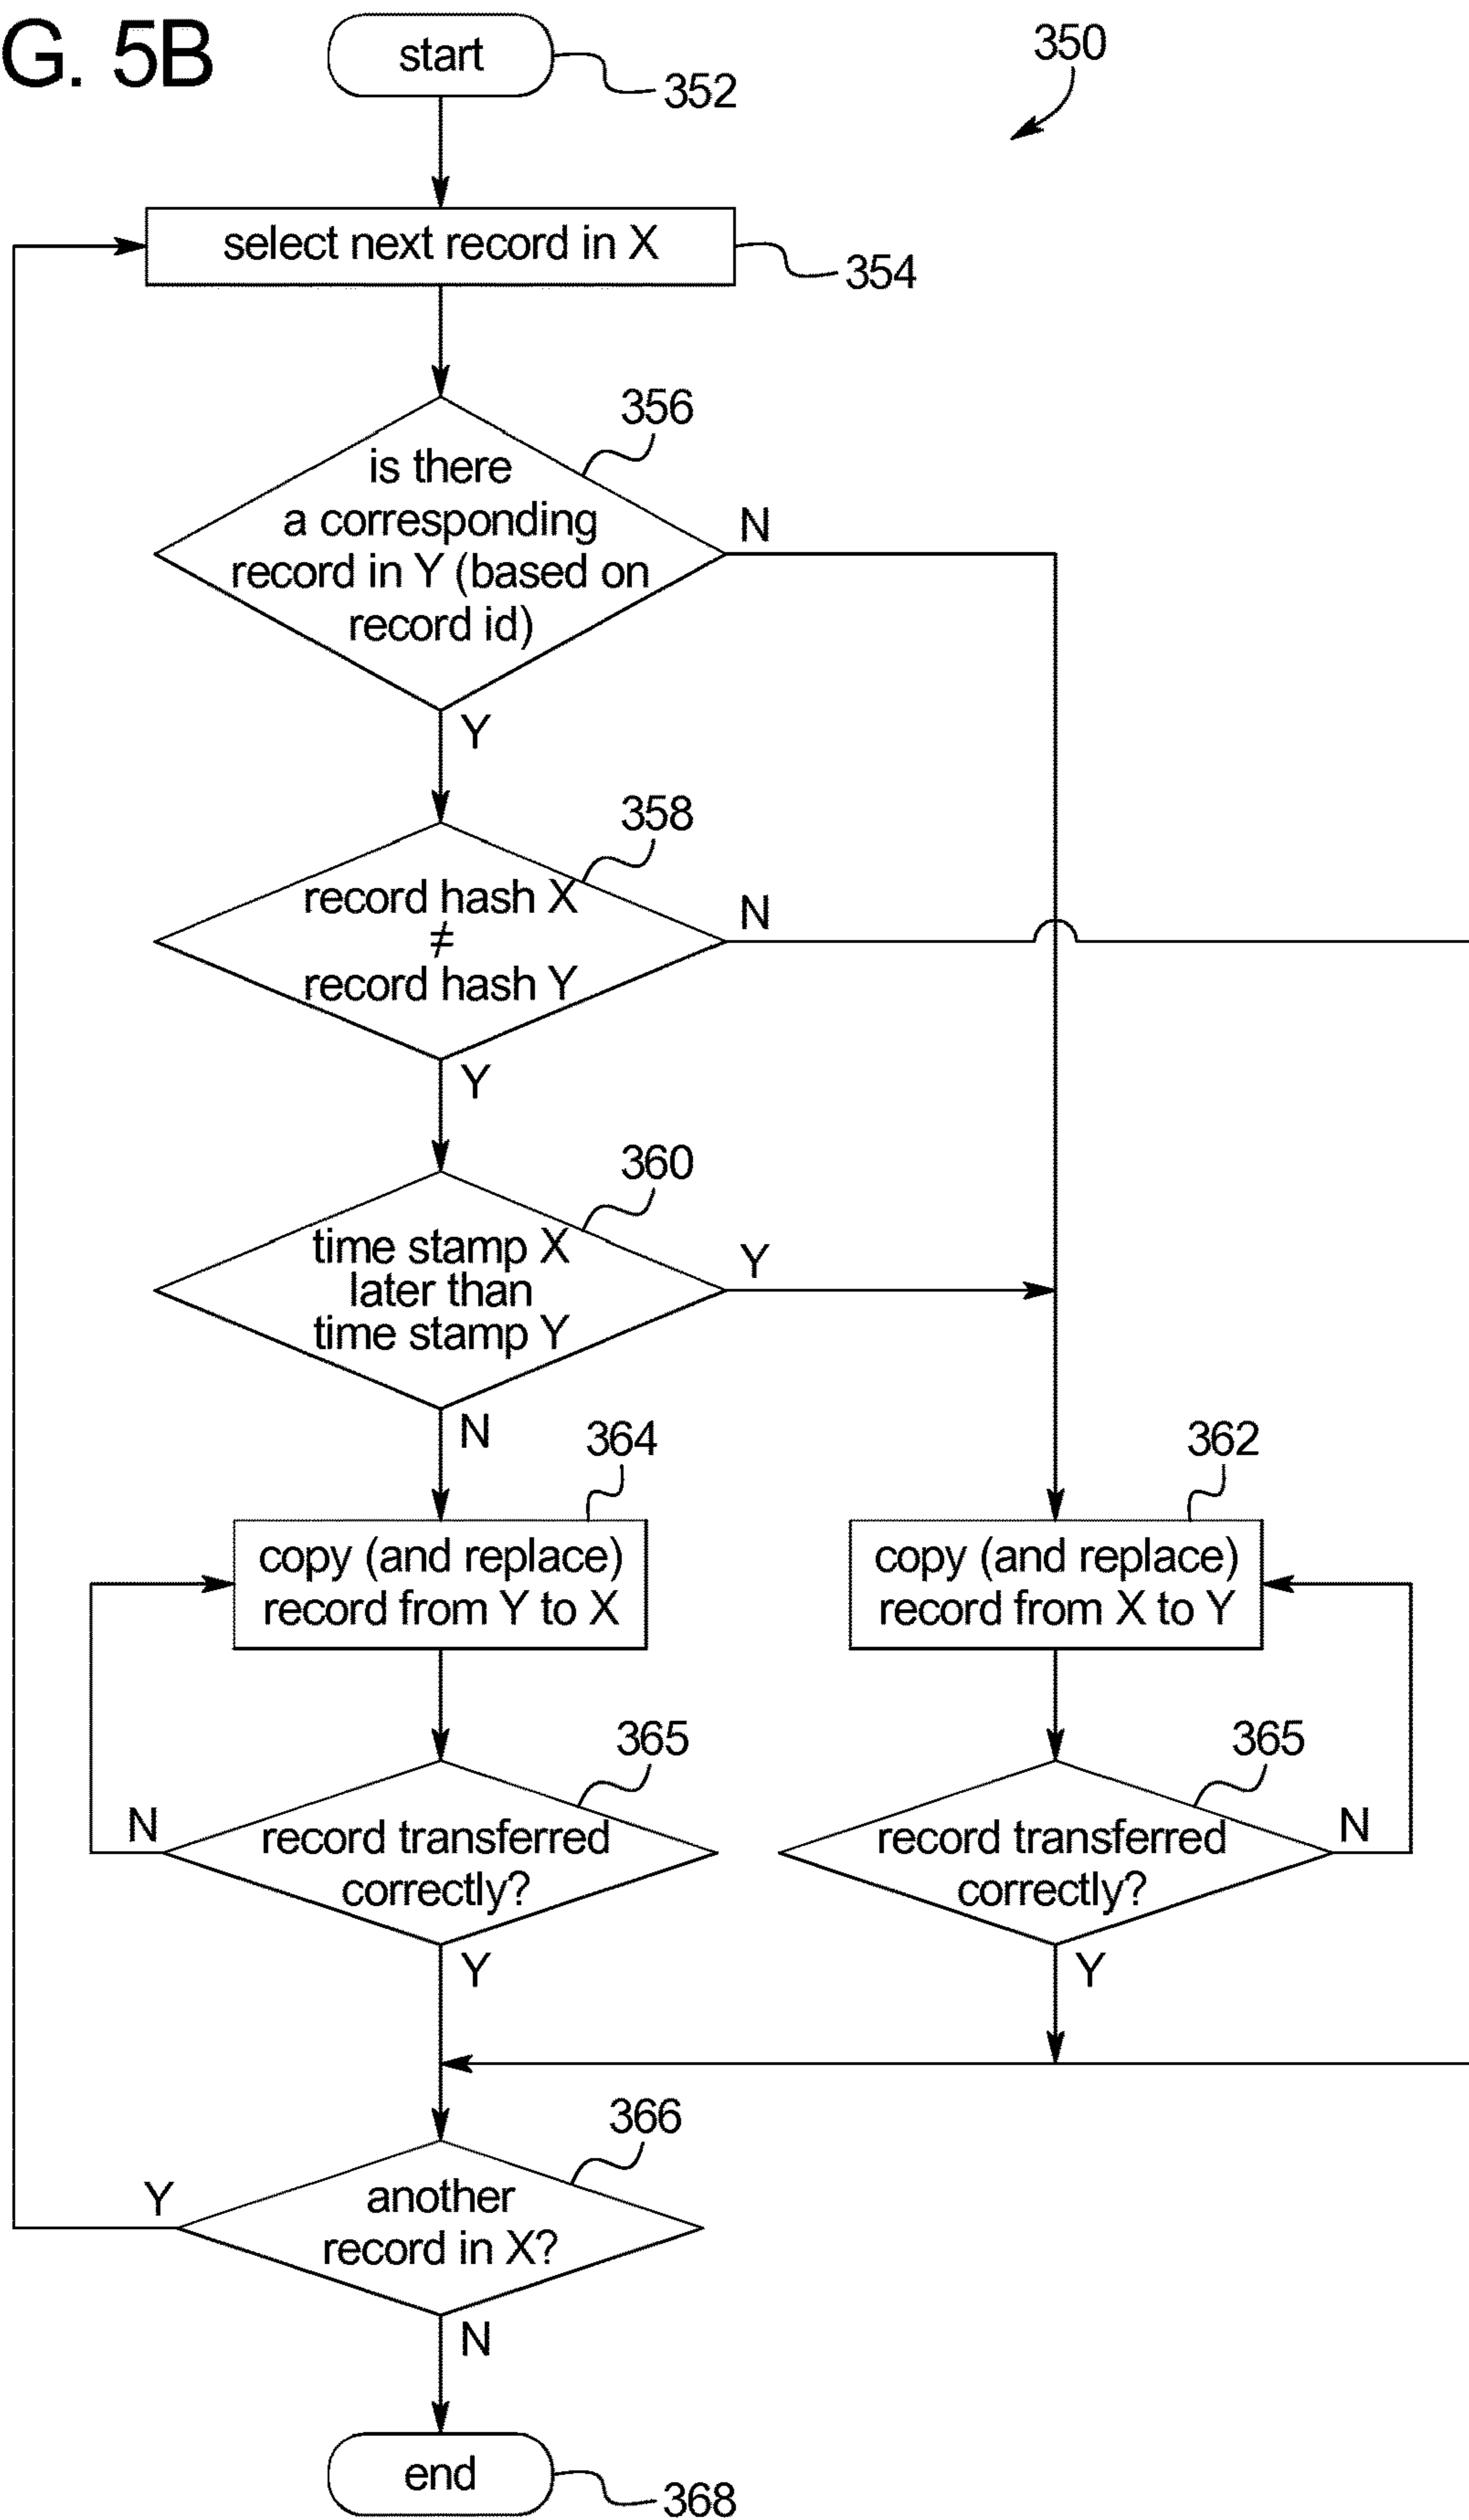 G. 5B
start
352
350
select next record in X
354
356
is there
a corresponding
record in Y (based on
record id)
N
Y
358
record hash X
≠
record hash Y
N
Y
360
time stamp X
later than
time stamp Y
Y
N
364
362
copy (and replace)
record from Y to X
copy (and replace)
record from X to Y
365
365
N
record transferred
correctly?
record transferred
correctly?
N
Y
Y
366
Y
another
record in X?
N
end
368